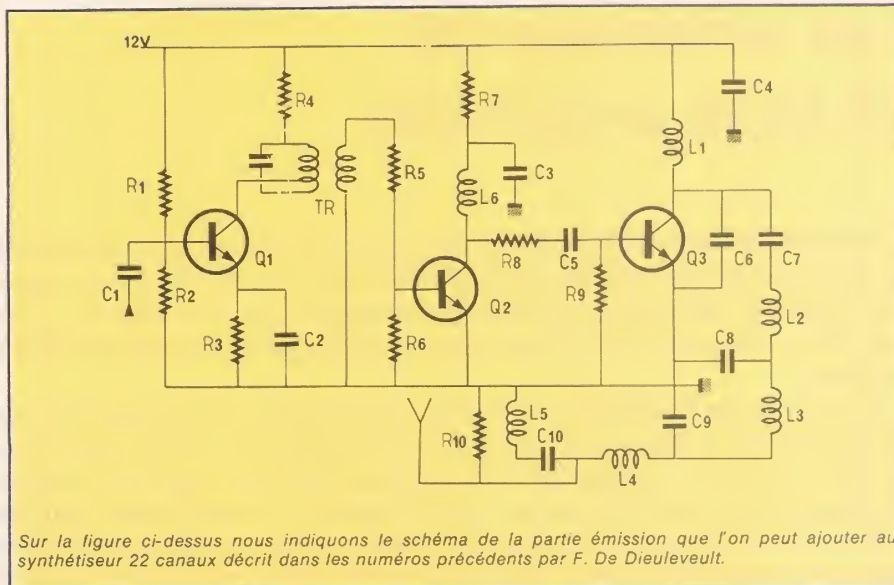 12V
R4
R7
C4
L1
R1
TR
R5
L6
C3
Q1
R8
C5
Q3
C6
C7
C1
R2
R9
L2
Q2
R3
C2
R6
C8
L5
C9
L3
R10
C10
L4
Sur la figure ci-dessus nous indiquons le schéma de la partie émission que l'on peut ajouter au
synthétiseur 22 canaux décrit dans les numéros précédents par F. De Dieuleveult.